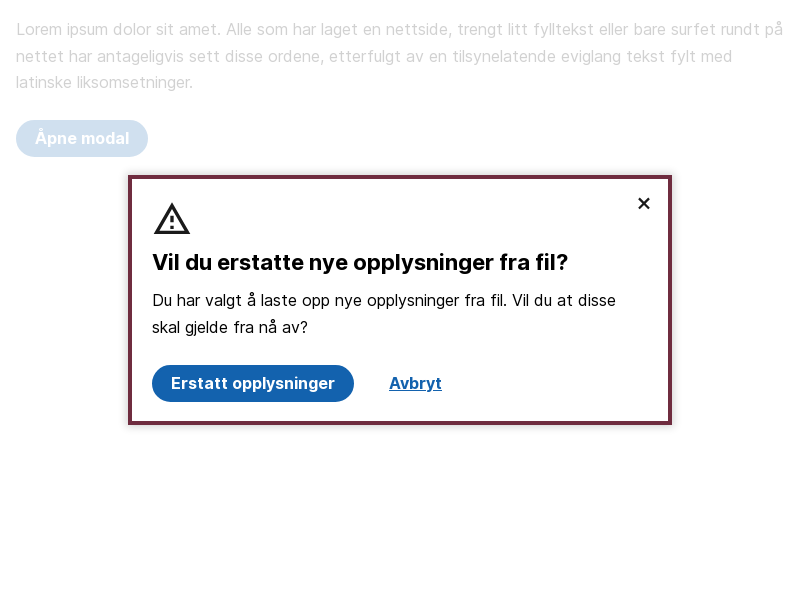 Lorem ipsum dolor sit amet. Alle som har laget en nettside, trengt litt fylltekst eller bare surfet rundt på
nettet har antageligvis sett disse ordene, etterfulgt av en tilsynelatende eviglang tekst fylt med
latinske liksomsetninger.
Åpne modal
Vil du erstatte nye opplysninger fra fil?
Du har valgt å laste opp nye opplysninger fra fil. Vil du at disse
skal gjelde fra nå av?
Erstatt opplysninger
Avbryt